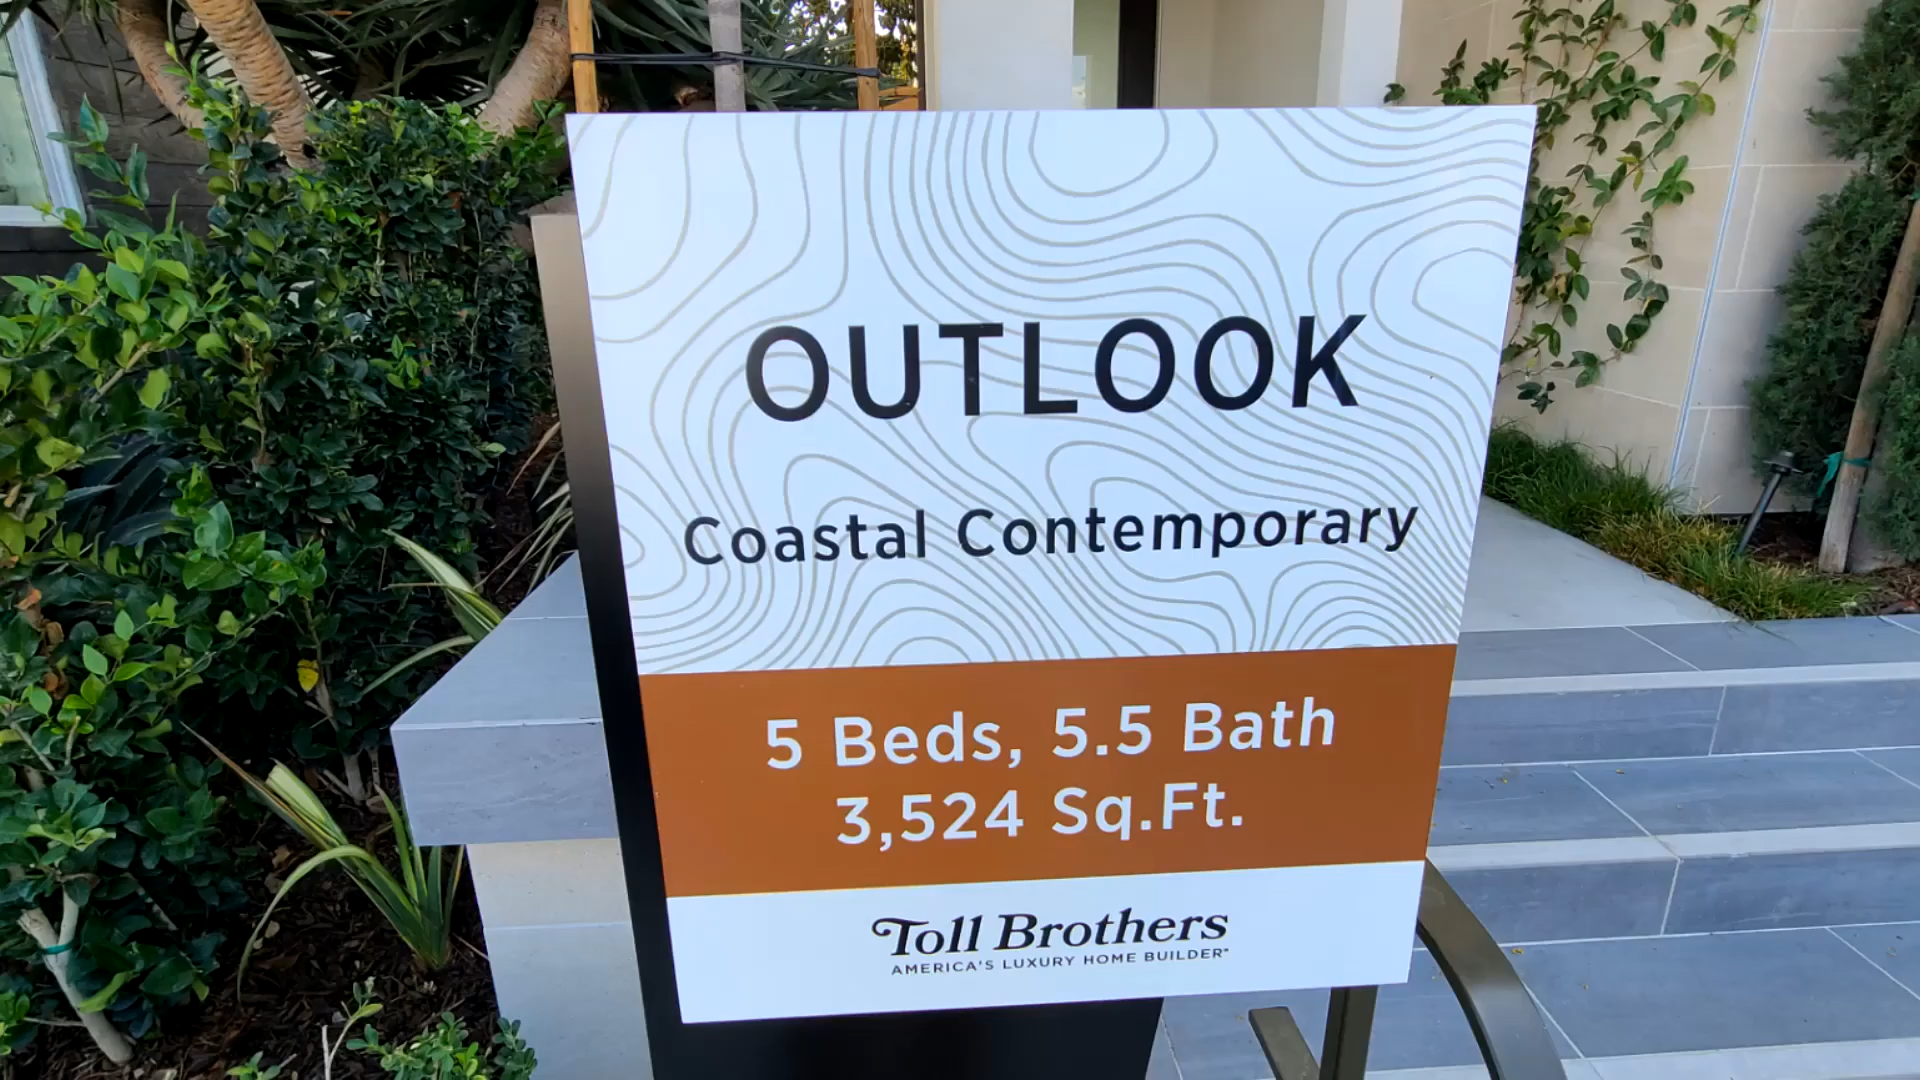 OUTLOOK
Coastal Contemporary
5 Beds, 5.5 Bath
3,524 Sq.Ft.
Toll Brothers
AMERICA'S LUXURY HOME BUILDER®